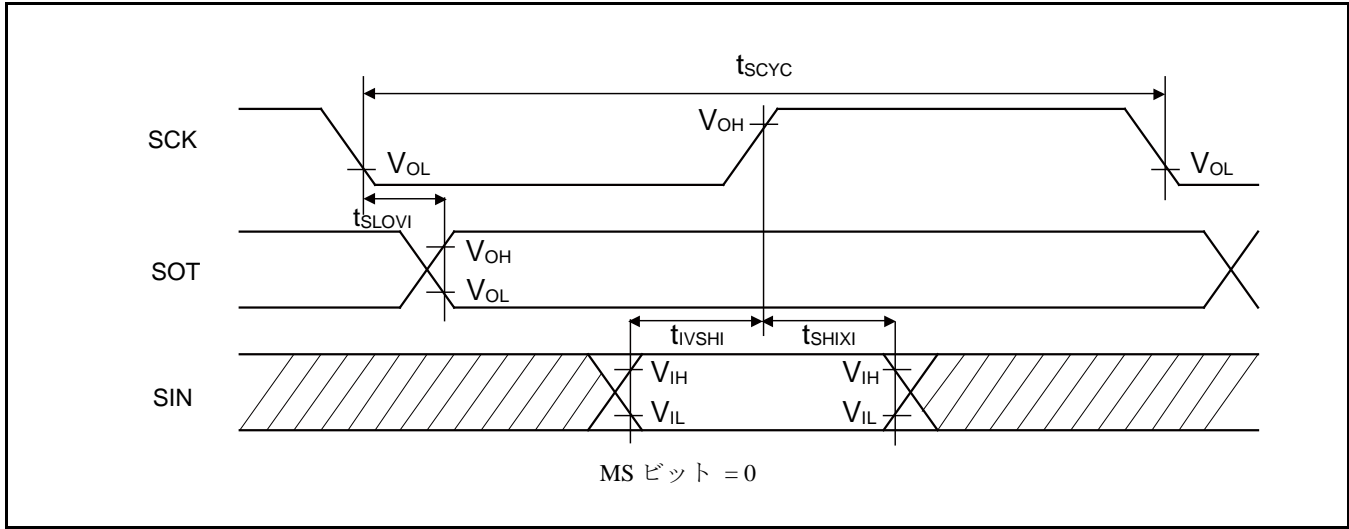 tSCYC
SCK
VOH
VOL
VOL
tSLOVI
SOT
VOH
VOL
tIVSHI
tSHIXI
SIN
VIH
VIH
VIL
VIL
MS ビット = 0